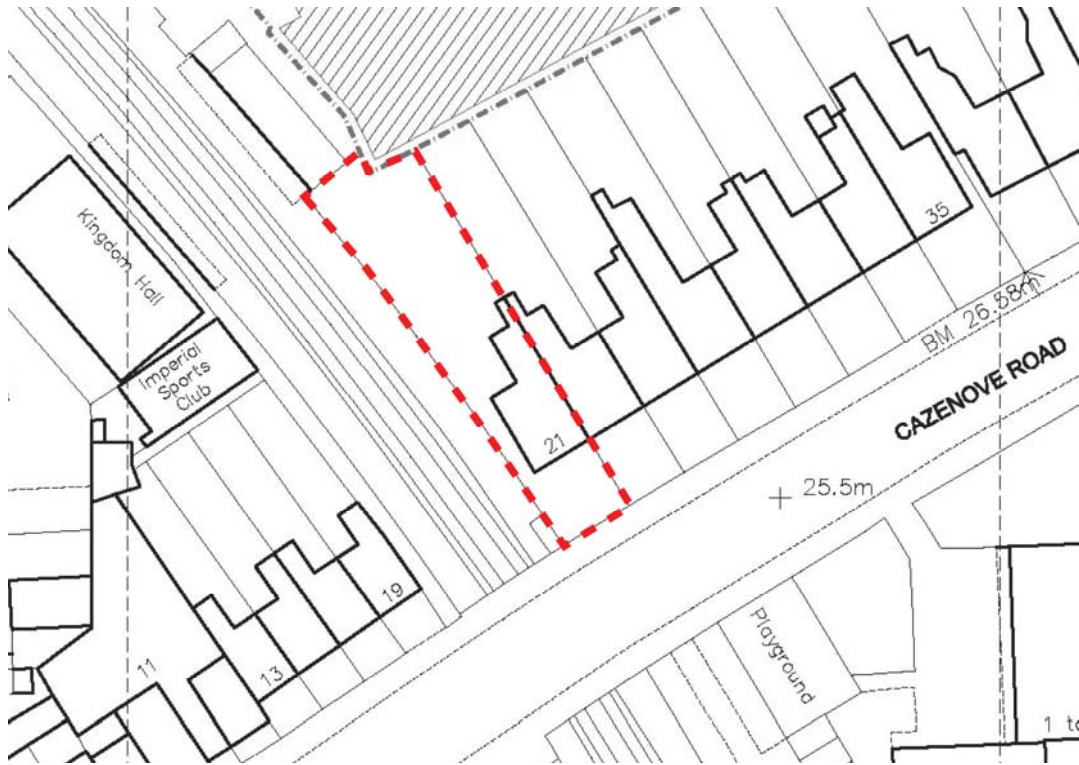 Kingdom Hall
Imperial
Sports
Club
35
BM 26.58m
CAZENOVE ROAD
21
25.5m
19
11
13
Playground
1 to